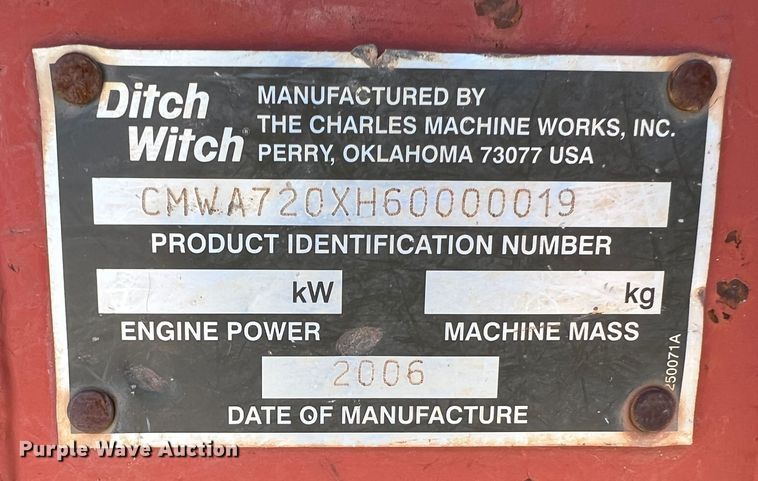 Ditch Witch®
MANUFACTURED BY
THE CHARLES MACHINE WORKS, INC.
PERRY, OKLAHOMA 73077 USA
CMWA720XH60000019
PRODUCT IDENTIFICATION NUMBER
kW
kg
ENGINE POWER
MACHINE MASS
2006
DATE OF MANUFACTURE
250071A
Purple Wave Auction